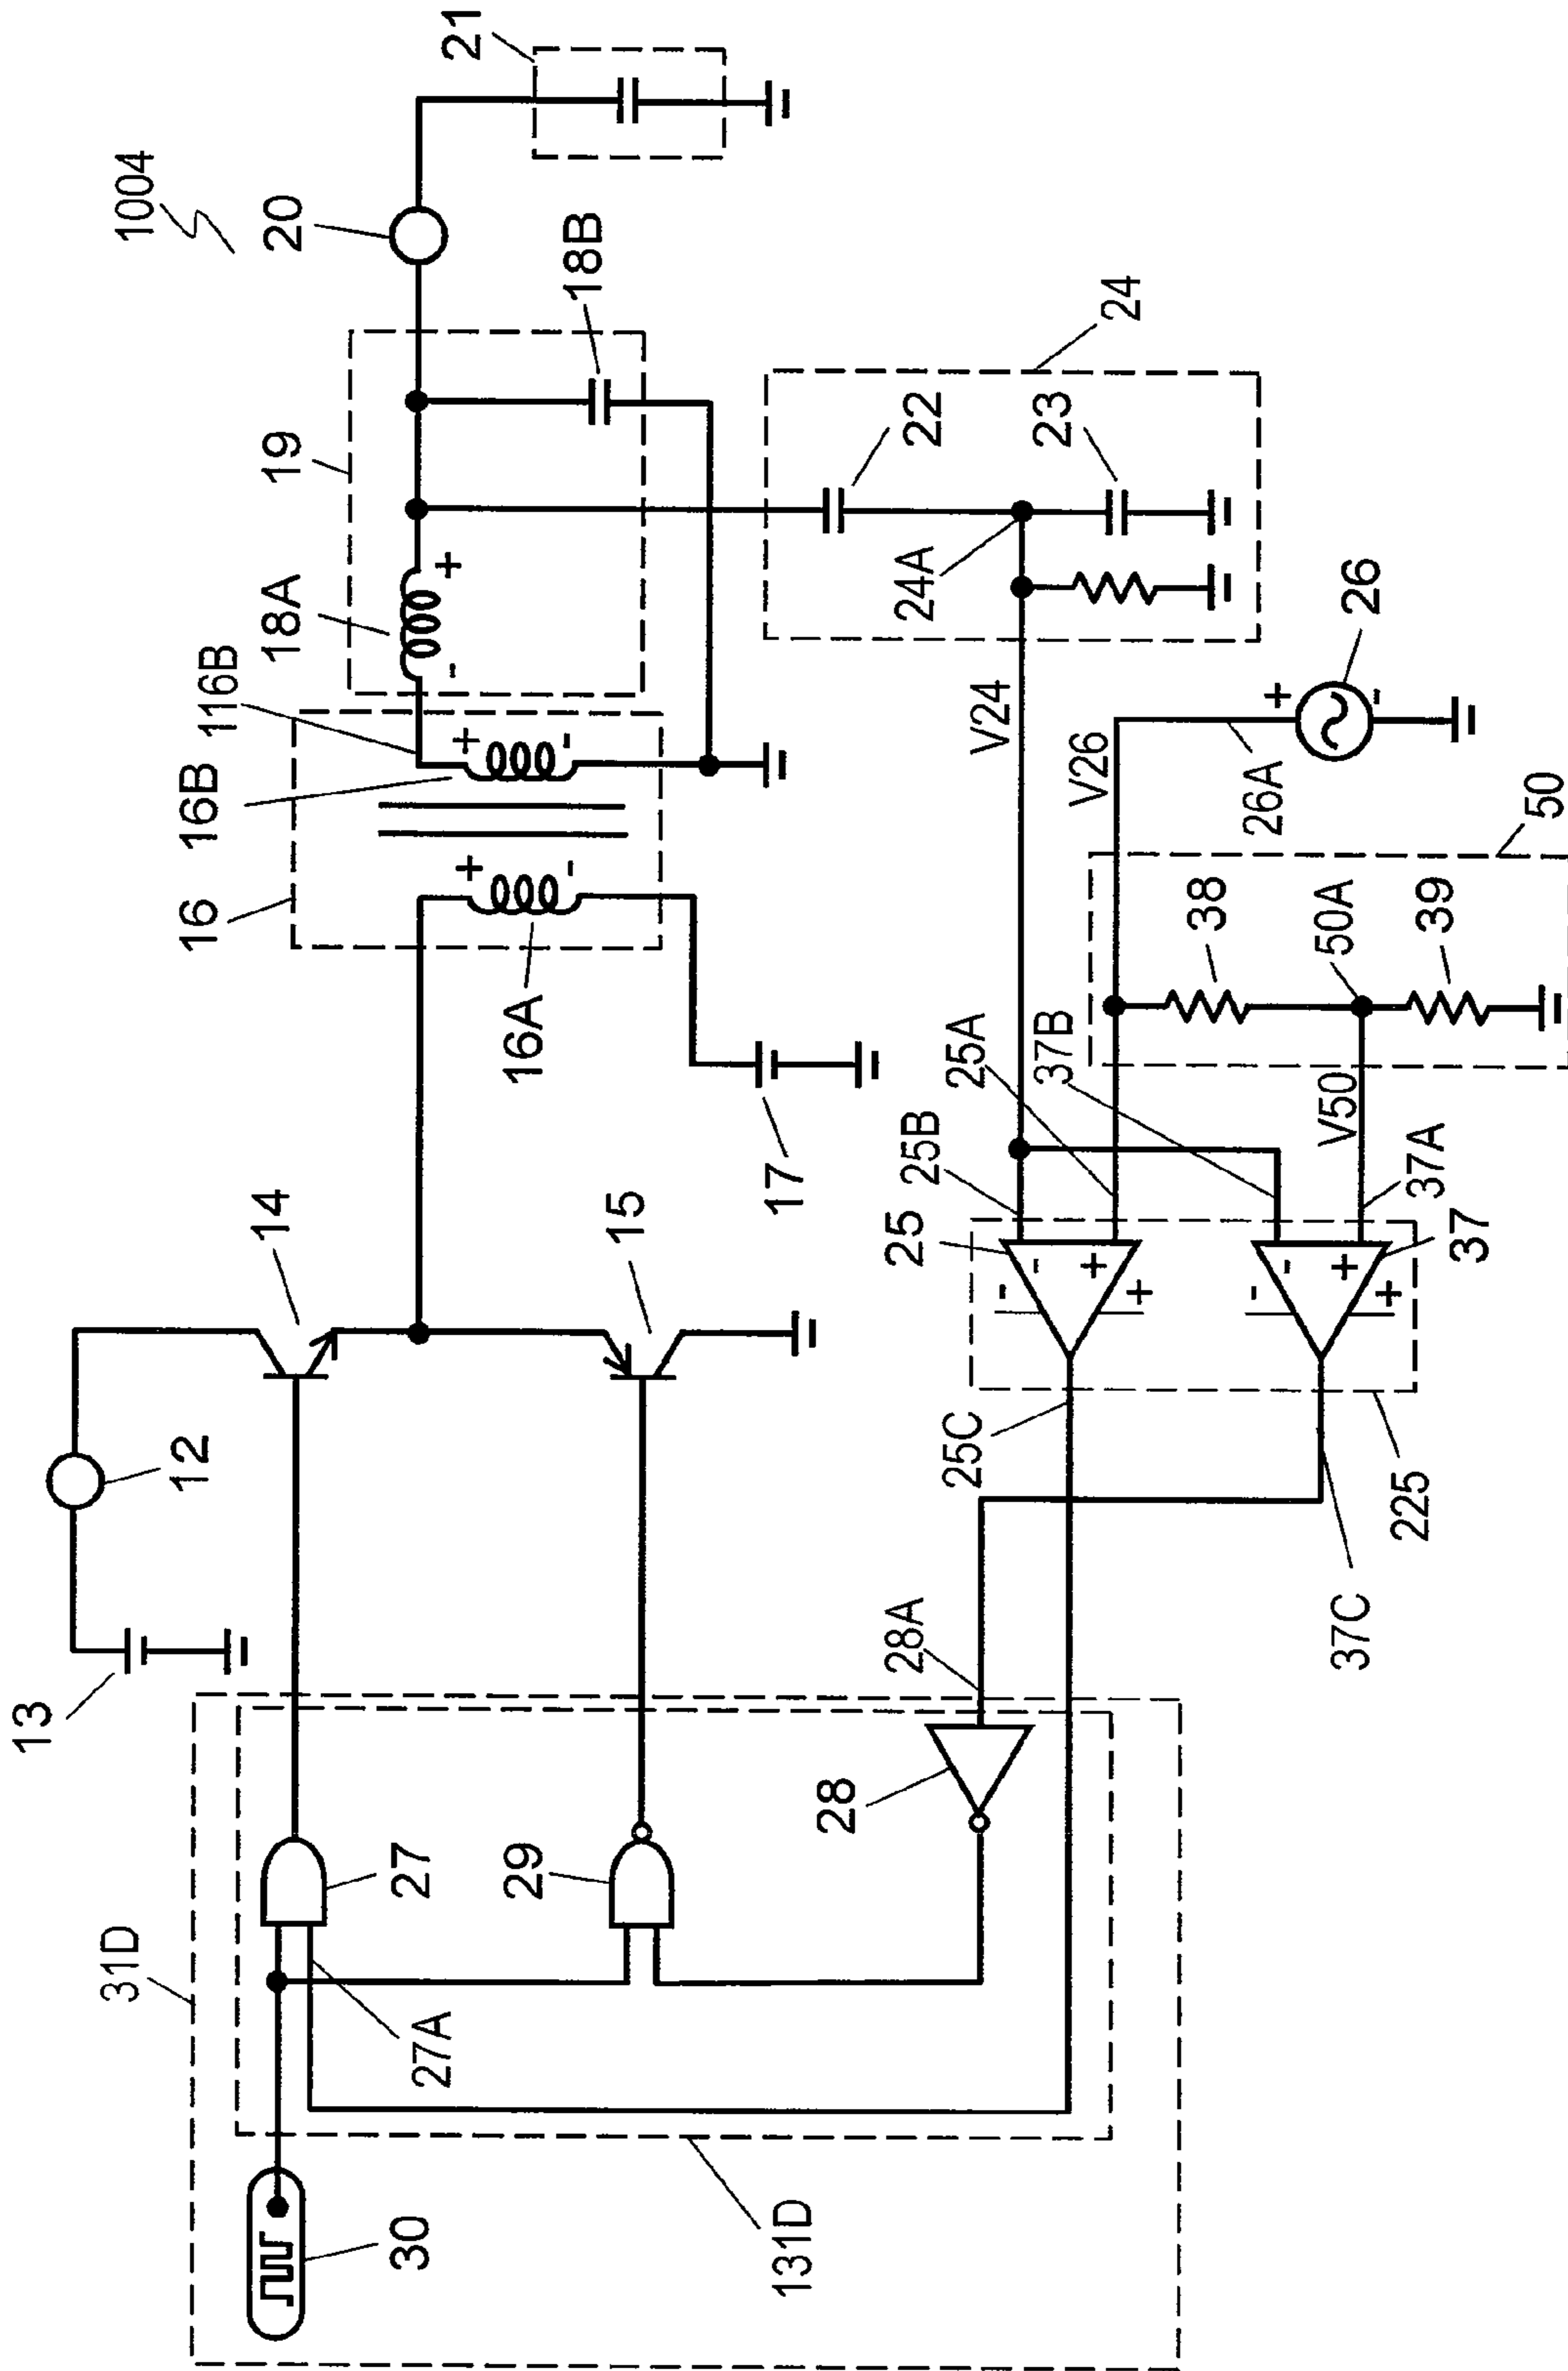 1004
21
20
19
18B
18A
116B
16B
16
16A
17
14
15
12
13
24
22
23
24A
V24
26
V26
26A
50
38
50A
39
V50
25A
37B
25B
37A
25
37
25C
225
37C
28A
28
27
29
31D
27A
30
131D
+
-
+
-
+
-
+
-
-
-
+
+
-
-
+
+